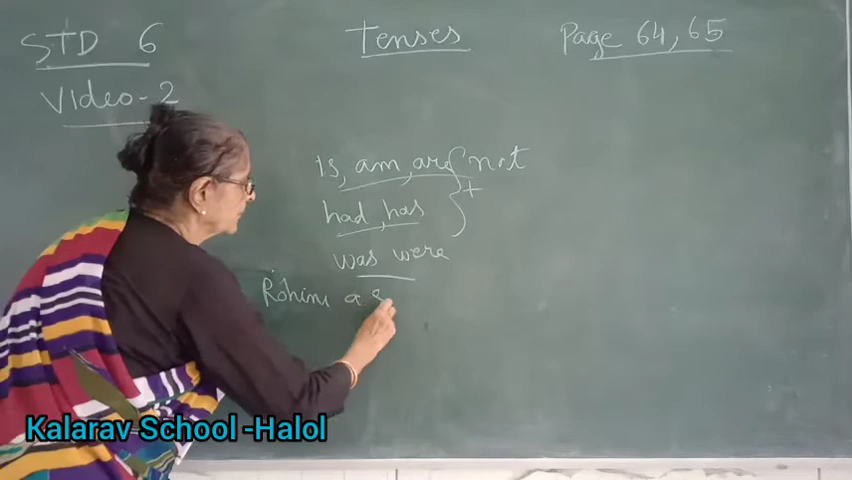 STD 6 Tenses Page 64, 65
Video-2
Is, am, are not
+
had, has
was were
Rohini a s
Kalarav School -Halol